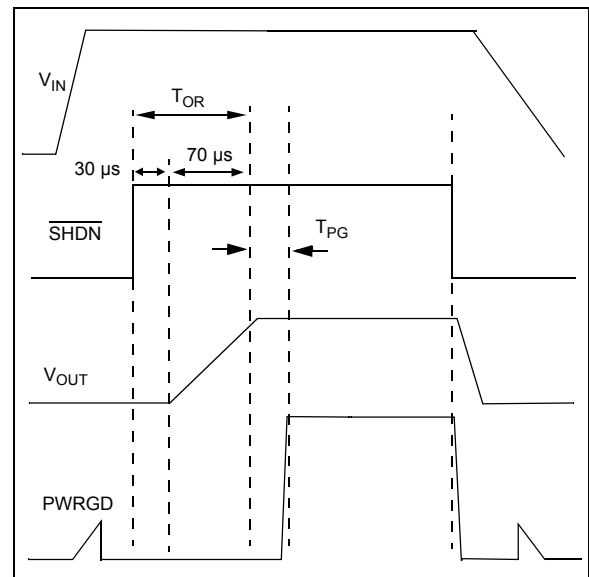 V_IN
T_OR
30 µs
70 µs
SHDN
T_PG
V_OUT
PWRGD